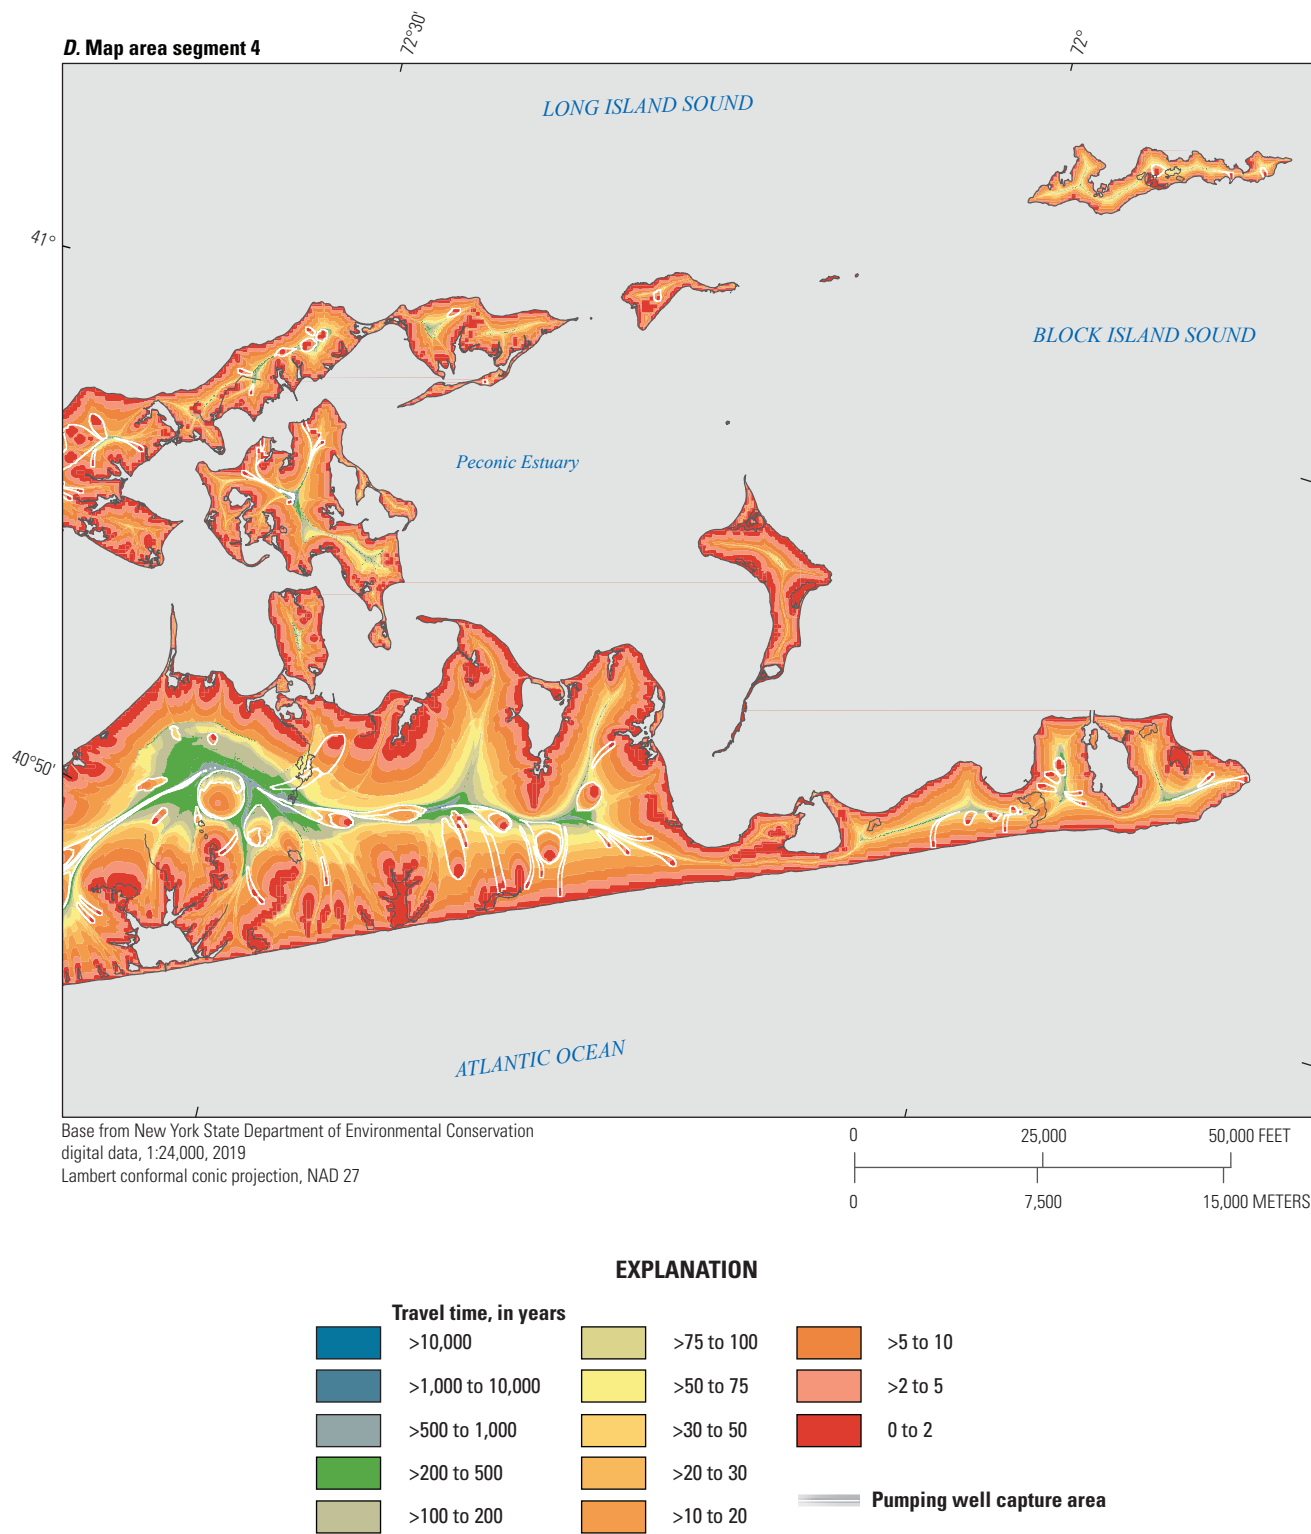 D. Map area segment 4
72°30'
72°
LONG ISLAND SOUND
41°
BLOCK ISLAND SOUND
Peconic Estuary
40°50'
ATLANTIC OCEAN
Base from New York State Department of Environmental Conservation
digital data, 1:24,000, 2019
Lambert conformal conic projection, NAD 27
0 25,000 50,000 FEET
0 7,500 15,000 METERS
EXPLANATION
Travel time, in years
>10,000
>1,000 to 10,000
>500 to 1,000
>200 to 500
>100 to 200
>75 to 100
>50 to 75
>30 to 50
>20 to 30
>10 to 20
>5 to 10
>2 to 5
0 to 2
Pumping well capture area